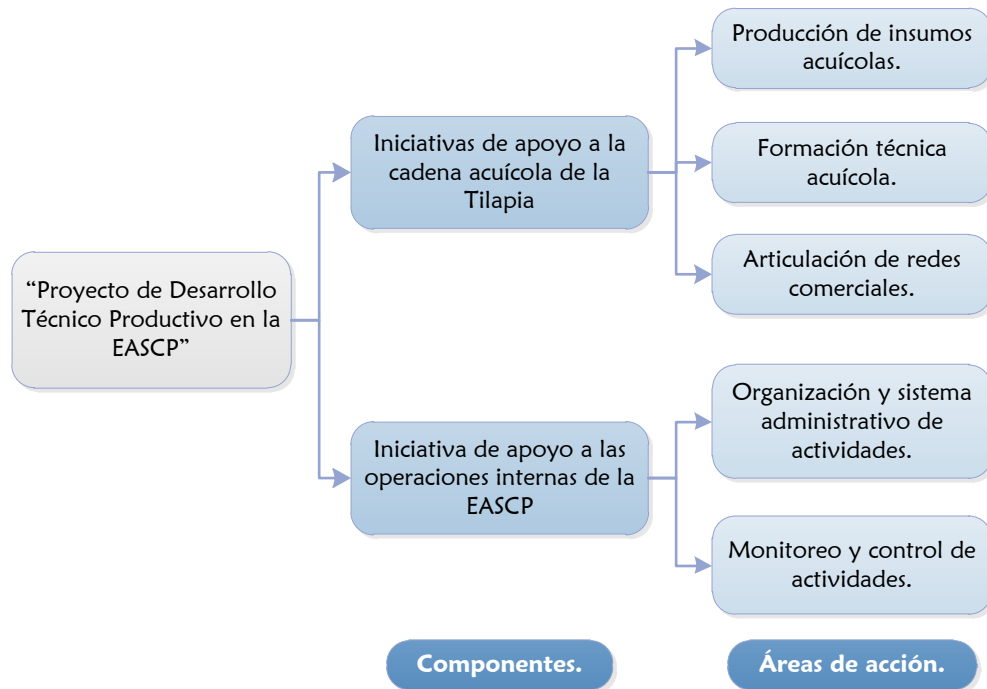 Producción de insumos
acuícolas.
Iniciativas de apoyo a la
cadena acuícola de la
Tilapia
Formación técnica
acuícola.
Articulación de redes
comerciales.
“Proyecto de Desarrollo
Técnico Productivo en la
EASCP”
Organización y sistema
administrativo de
actividades.
Iniciativa de apoyo a las
operaciones internas de la
EASCP
Monitoreo y control de
actividades.
Componentes.
Áreas de acción.